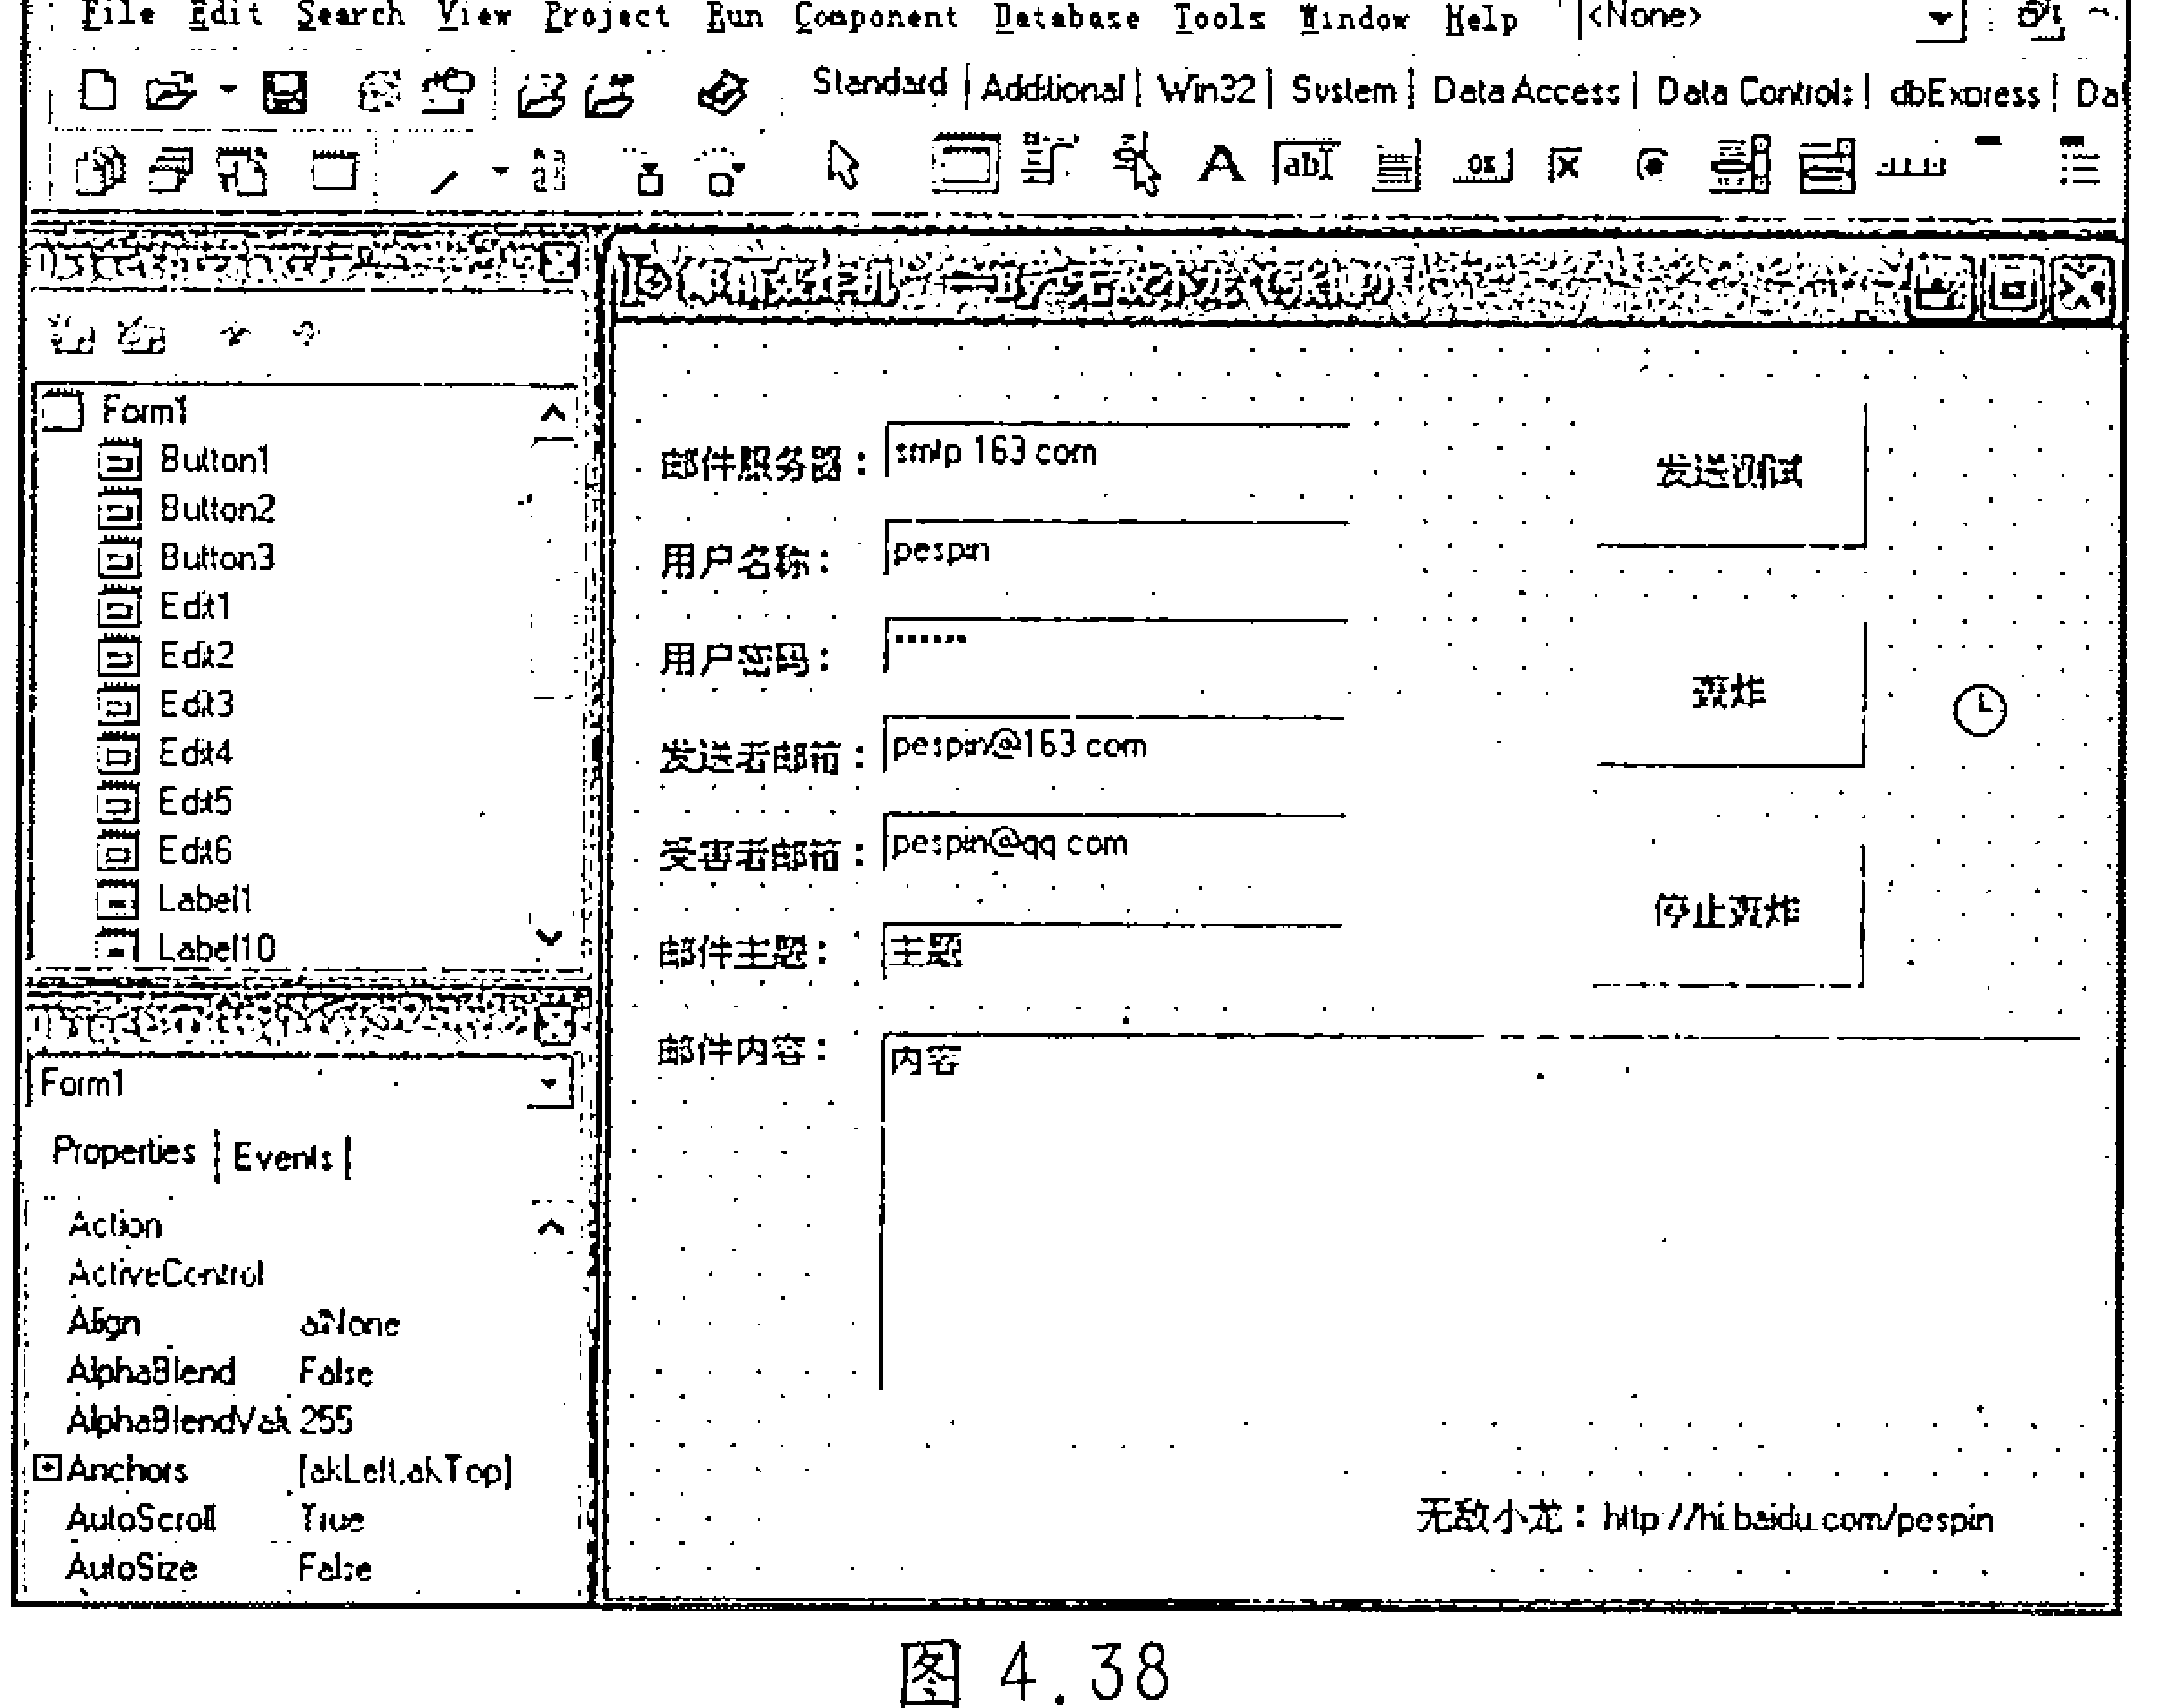 File Edit Search View Project Run Component Database Tools Window Help <None>
Standard Additional Win32 System Data Access Data Controls dbExpress Dat
Form1
Button1
Button2
Button3
Edit1
Edit2
Edit3
Edit4
Edit5
Edit6
Label1
Label10
Form1
Properties Events
Action
ActiveControl
Align alNone
AlphaBlend False
AlphaBlendVal 255
Anchors [akLeft,akTop]
AutoScroll True
AutoSize False
邮件服务器： smtp.163.com
用户名称： pespin
用户密码： ******
发送者邮箱： pespin@163.com
受害者邮箱： pespin@qq.com
邮件主题： 主题
邮件内容： 内容
发送测试
轰炸
停止轰炸
无敌小龙：http://hi.baidu.com/pespin
图 4.38